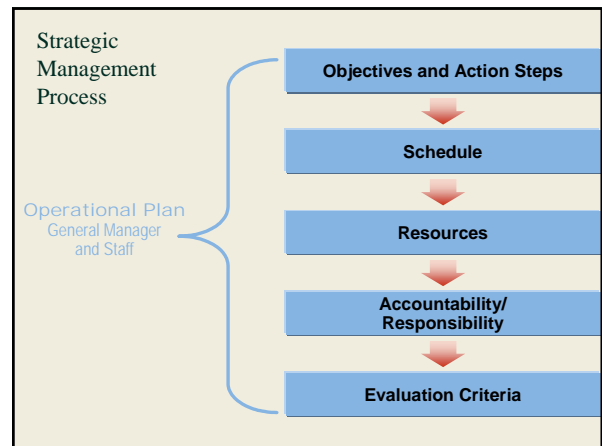 Strategic
Management
Process
Operational Plan
General Manager
and Staff
Objectives and Action Steps
Schedule
Resources
Accountability/
Responsibility
Evaluation Criteria